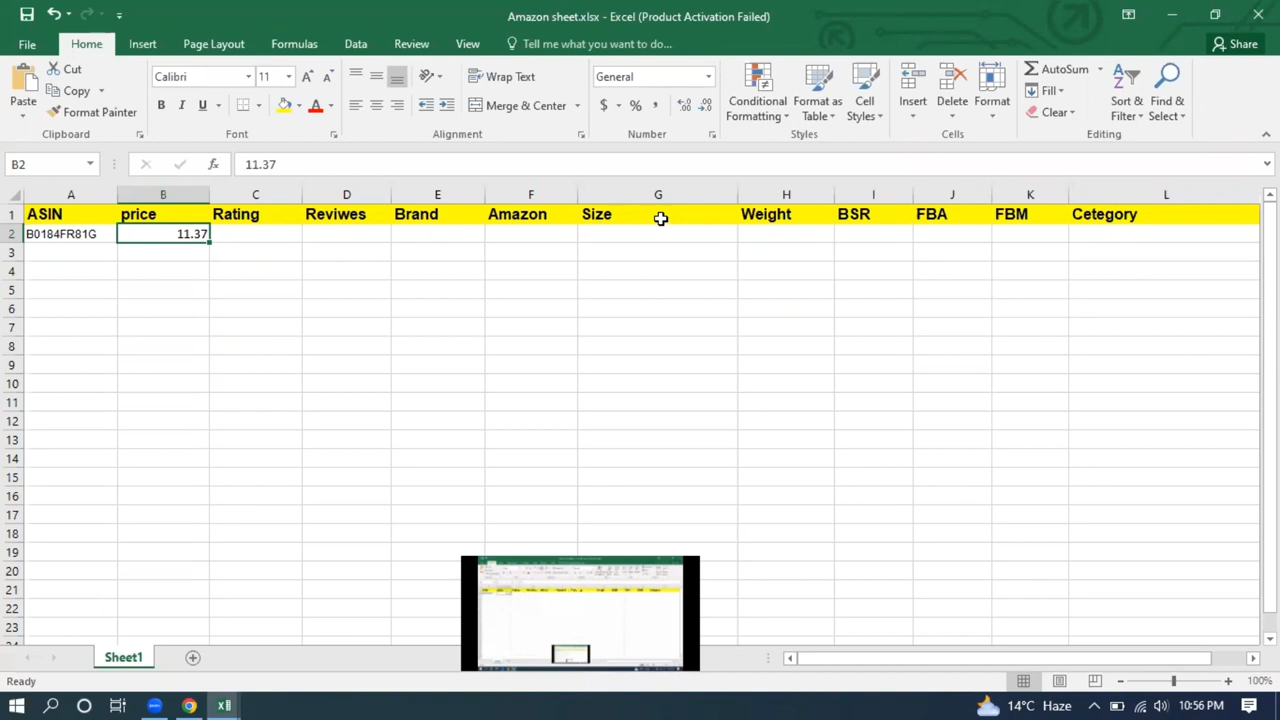 Amazon sheet.xlsx - Excel (Product Activation Failed)
File Home Insert Page Layout Formulas Data Review View Tell me what you want to do... Share
Paste Cut Copy Format Painter
Calibri 11
B I U
Wrap Text
Merge & Center
General
$ % ,
Conditional Formatting Format as Table Cell Styles
Insert Delete Format
AutoSum
Fill
Clear
Sort & Filter Find & Select
Clipboard Font Alignment Number Styles Cells Editing
B2 fx 11.37
A B C D E F G H I J K L
1 ASIN price Rating Reviwes Brand Amazon Size Weight BSR FBA FBM Cetegory
2 B0184FR81G 11.37
3
4
5
6
7
8
9
10
11
12
13
14
15
16
17
18
19
20
21
22
23
24
Sheet1
Ready 100%
14°C Haze 10:56 PM